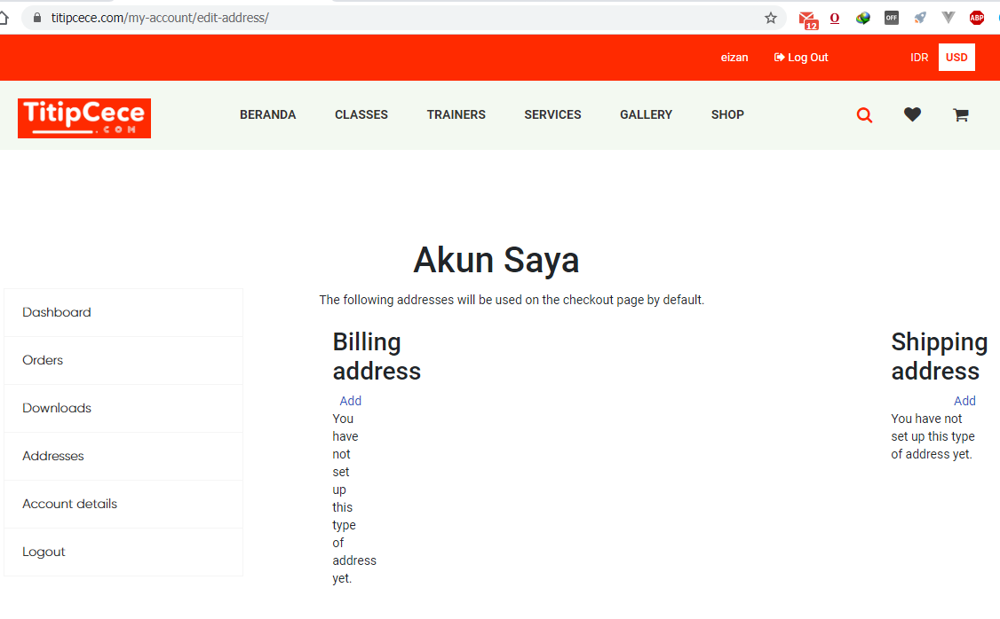 titipcece.com/my-account/edit-address/
12
O
OFF
ABP
eizan
Log Out
IDR
USD
TitipCece
.COM
BERANDA
CLASSES
TRAINERS
SERVICES
GALLERY
SHOP
Akun Saya
The following addresses will be used on the checkout page by default.
Dashboard
Orders
Downloads
Addresses
Account details
Logout
Billing
address
Add
You
have
not
set
up
this
type
of
address
yet.
Shipping
address
Add
You have not
set up this type
of address yet.